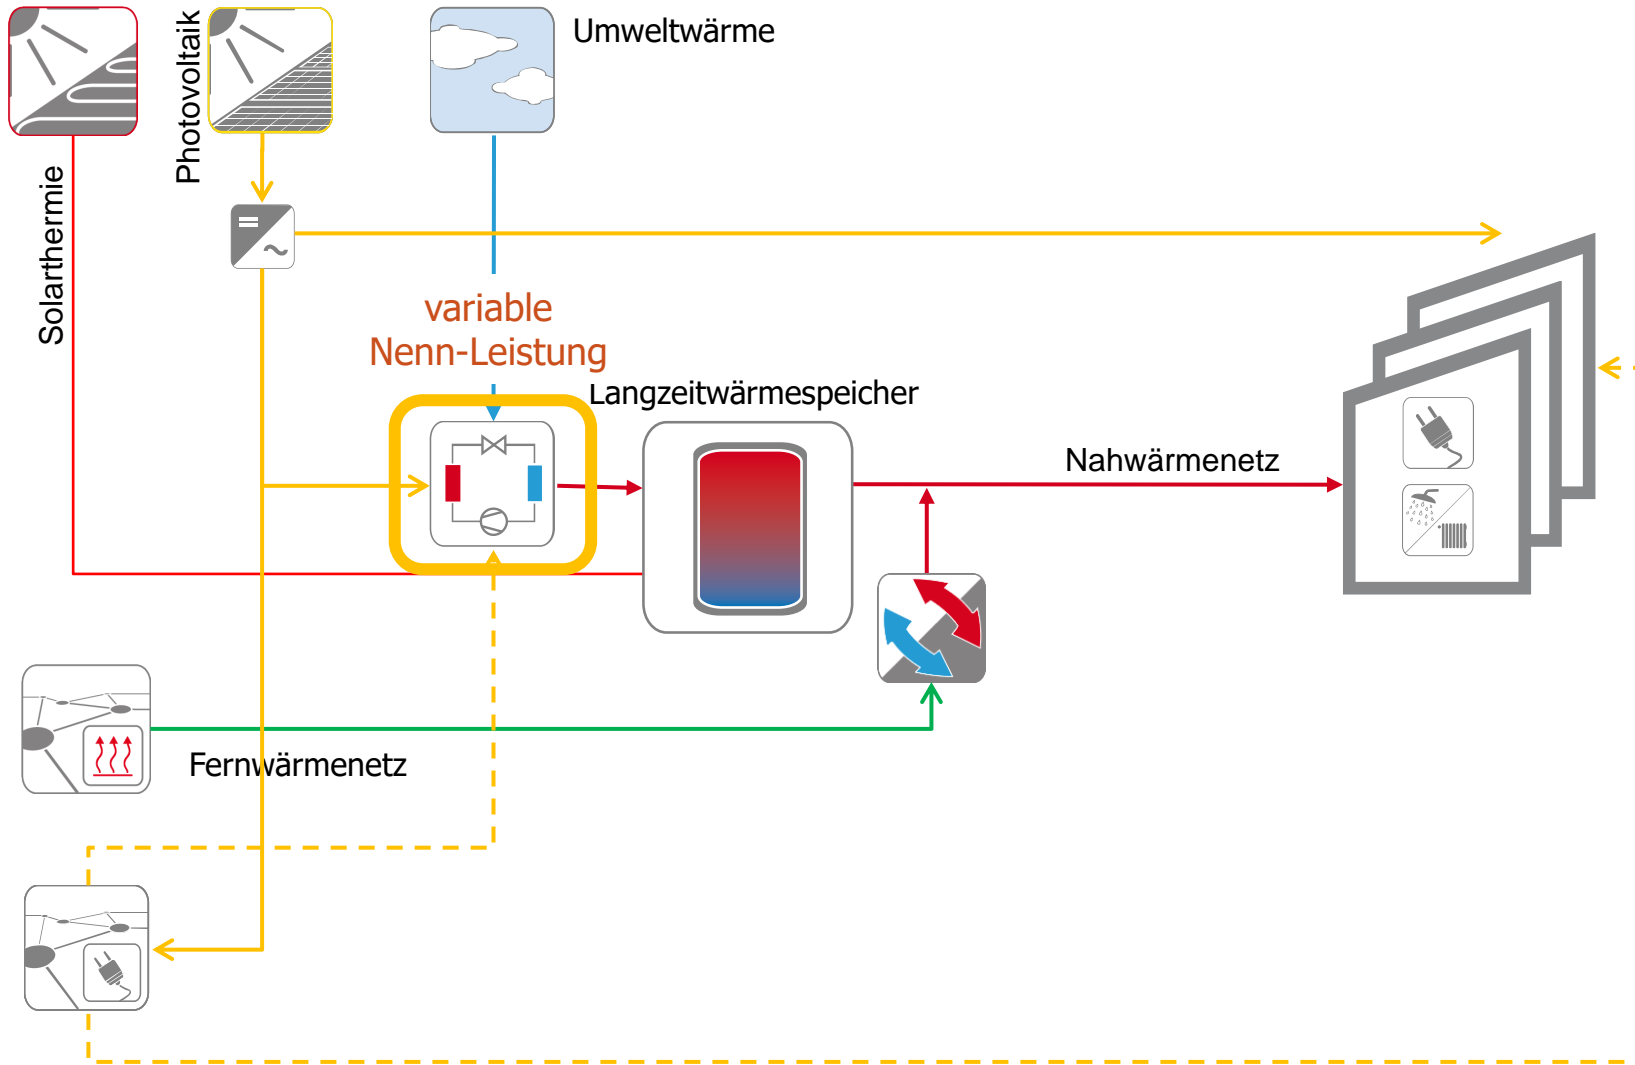 Umweltwärme
Photovoltaik
Solarthermie
variable
Nenn-Leistung
Langzeitwärmespeicher
Nahwärmenetz
Fernwärmenetz